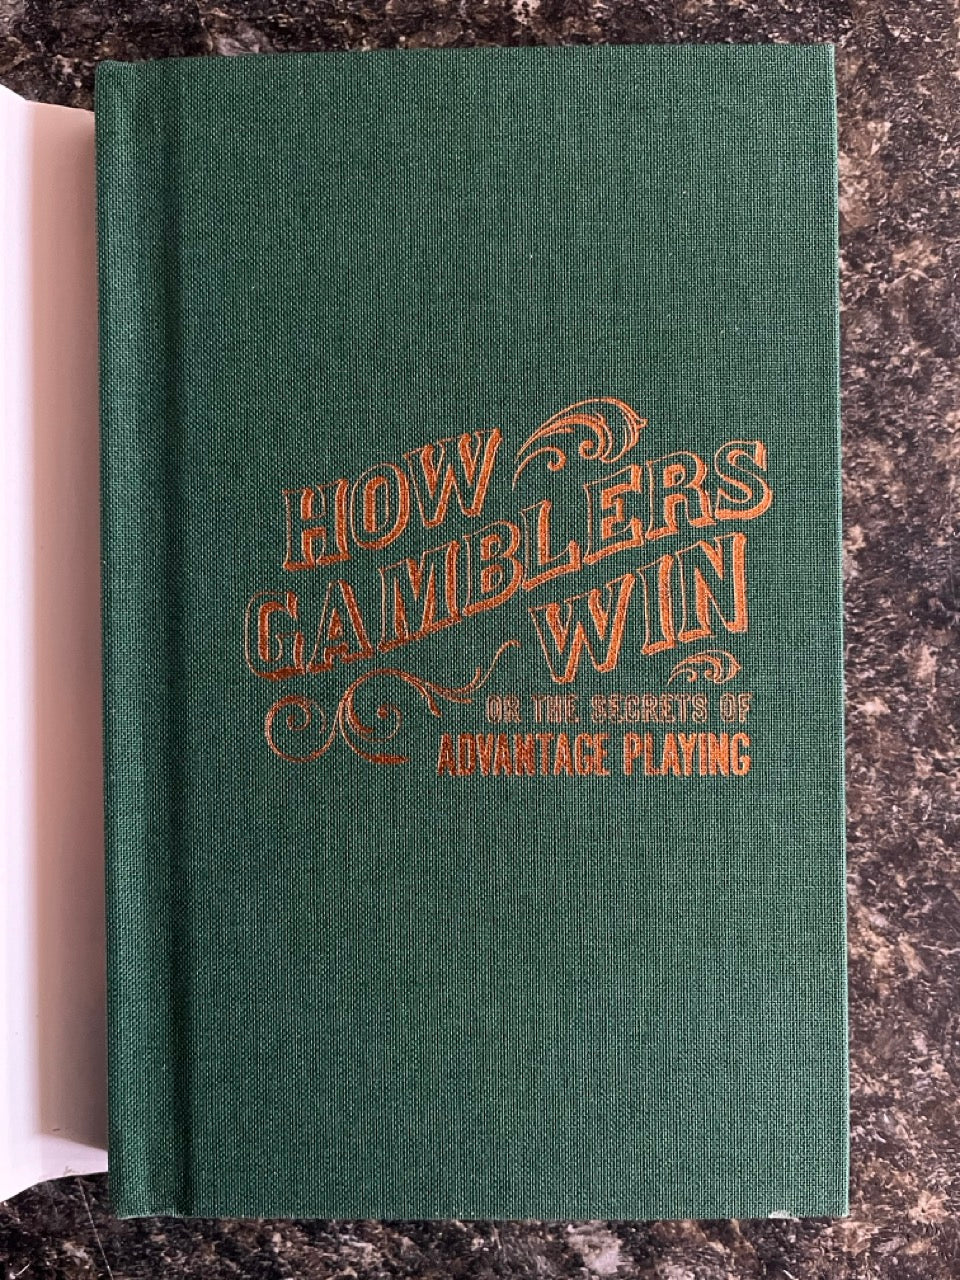 HOW
GAMBLERS
WIN
OR THE SECRETS OF
ADVANTAGE PLAYING